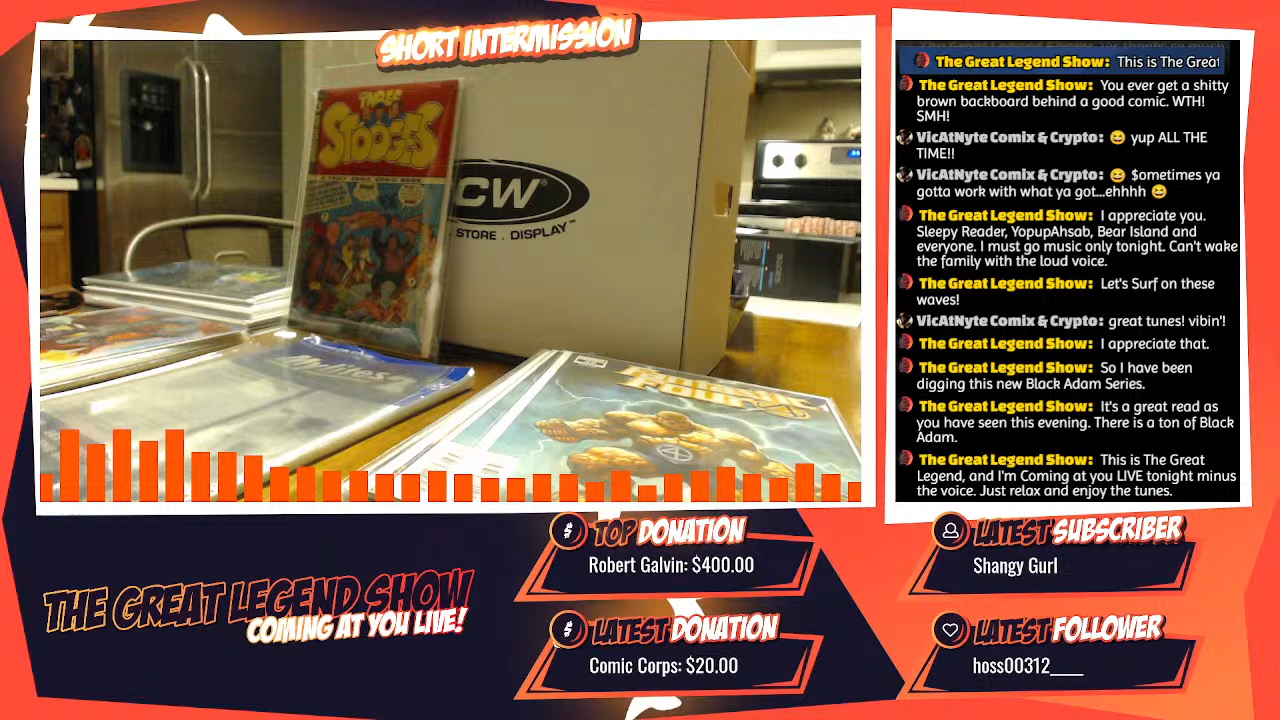 SHORT INTERMISSION
THREE
STOOGES
CW
STORE . DISPLAY™
Mylites
The Great Legend Show: This is The Great
The Great Legend Show: You ever get a shitty
brown backboard behind a good comic. WTH!
SMH!
VicAtNyte Comix & Crypto: 😆 yup ALL THE
TIME!!
VicAtNyte Comix & Crypto: 😆 $ometimes ya
gotta work with what ya got...ehhhh 😆
The Great Legend Show: I appreciate you.
Sleepy Reader, YopupAhsab, Bear Island and
everyone. I must go music only tonight. Can't wake
the family with the loud voice.
The Great Legend Show: Let's Surf on these
waves!
VicAtNyte Comix & Crypto: great tunes! vibin'!
The Great Legend Show: I appreciate that.
The Great Legend Show: So I have been
digging this new Black Adam Series.
The Great Legend Show: It's a great read as
you have seen this evening. There is a ton of Black
Adam.
The Great Legend Show: This is The Great
Legend, and I'm Coming at you LIVE tonight minus
the voice. Just relax and enjoy the tunes.
THE GREAT LEGEND SHOW
COMING AT YOU LIVE!
TOP DONATION
Robert Galvin: $400.00
LATEST DONATION
Comic Corps: $20.00
LATEST SUBSCRIBER
Shangy Gurl
LATEST FOLLOWER
hoss00312____